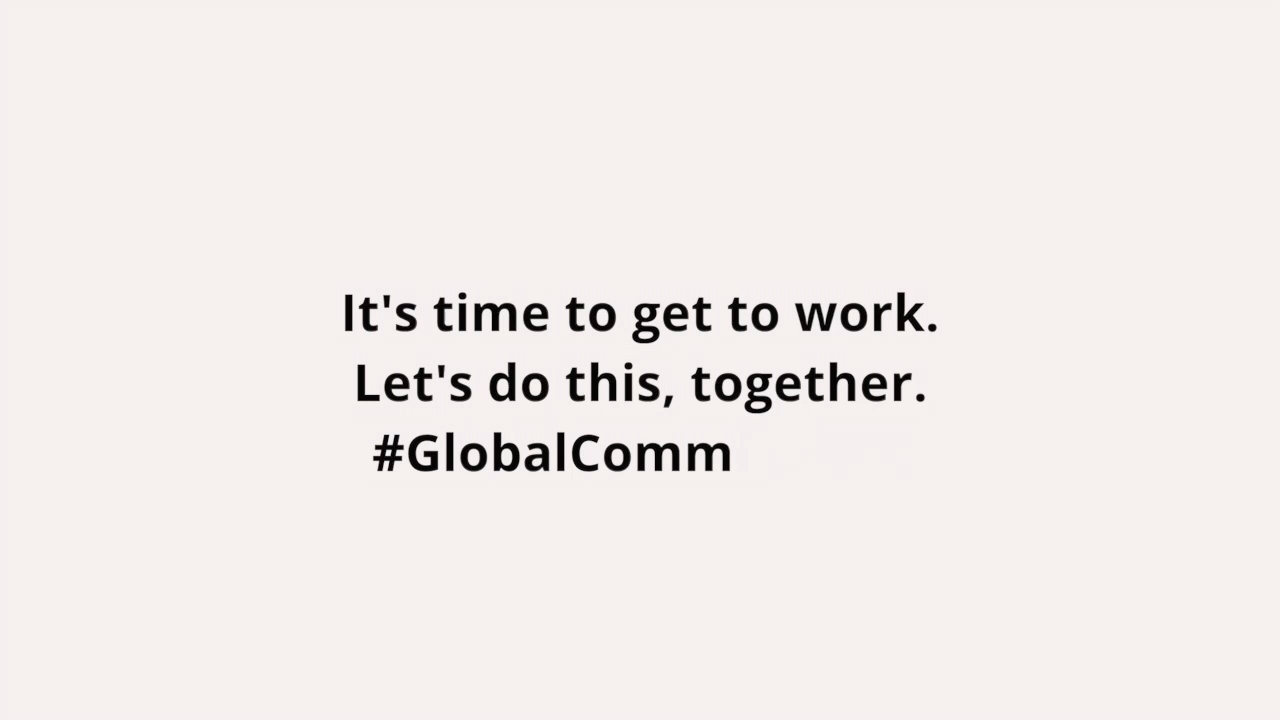 It's time to get to work.
Let's do this, together.
#GlobalComm